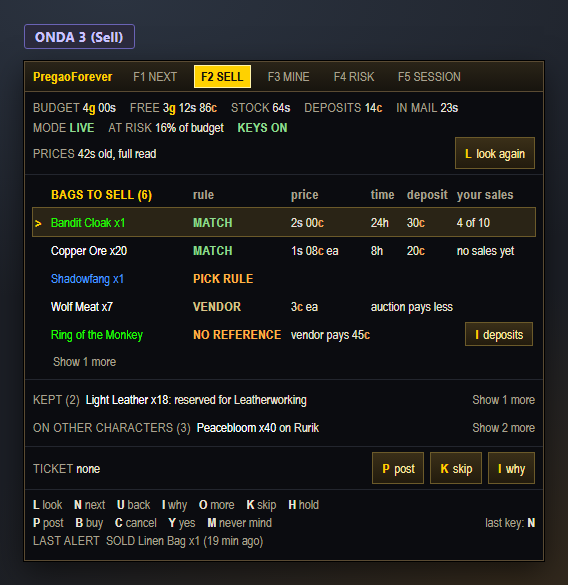 ONDA 3 (Sell)
PregaoForever F1 NEXT F2 SELL F3 MINE F4 RISK F5 SESSION
BUDGET 4g 00s FREE 3g 12s 86c STOCK 64s DEPOSITS 14c IN MAIL 23s
MODE LIVE AT RISK 16% of budget KEYS ON
PRICES 42s old, full read L look again
BAGS TO SELL (6) rule price time deposit your sales
> Bandit Cloak x1 MATCH 2s 00c 24h 30c 4 of 10
Copper Ore x20 MATCH 1s 08c ea 8h 20c no sales yet
Shadowfang x1 PICK RULE
Wolf Meat x7 VENDOR 3c ea auction pays less
Ring of the Monkey NO REFERENCE vendor pays 45c I deposits
Show 1 more
KEPT (2) Light Leather x18: reserved for Leatherworking Show 1 more
ON OTHER CHARACTERS (3) Peacebloom x40 on Rurik Show 2 more
TICKET none P post K skip I why
L look N next U back I why O more K skip H hold
P post B buy C cancel Y yes M never mind last key: N
LAST ALERT SOLD Linen Bag x1 (19 min ago)